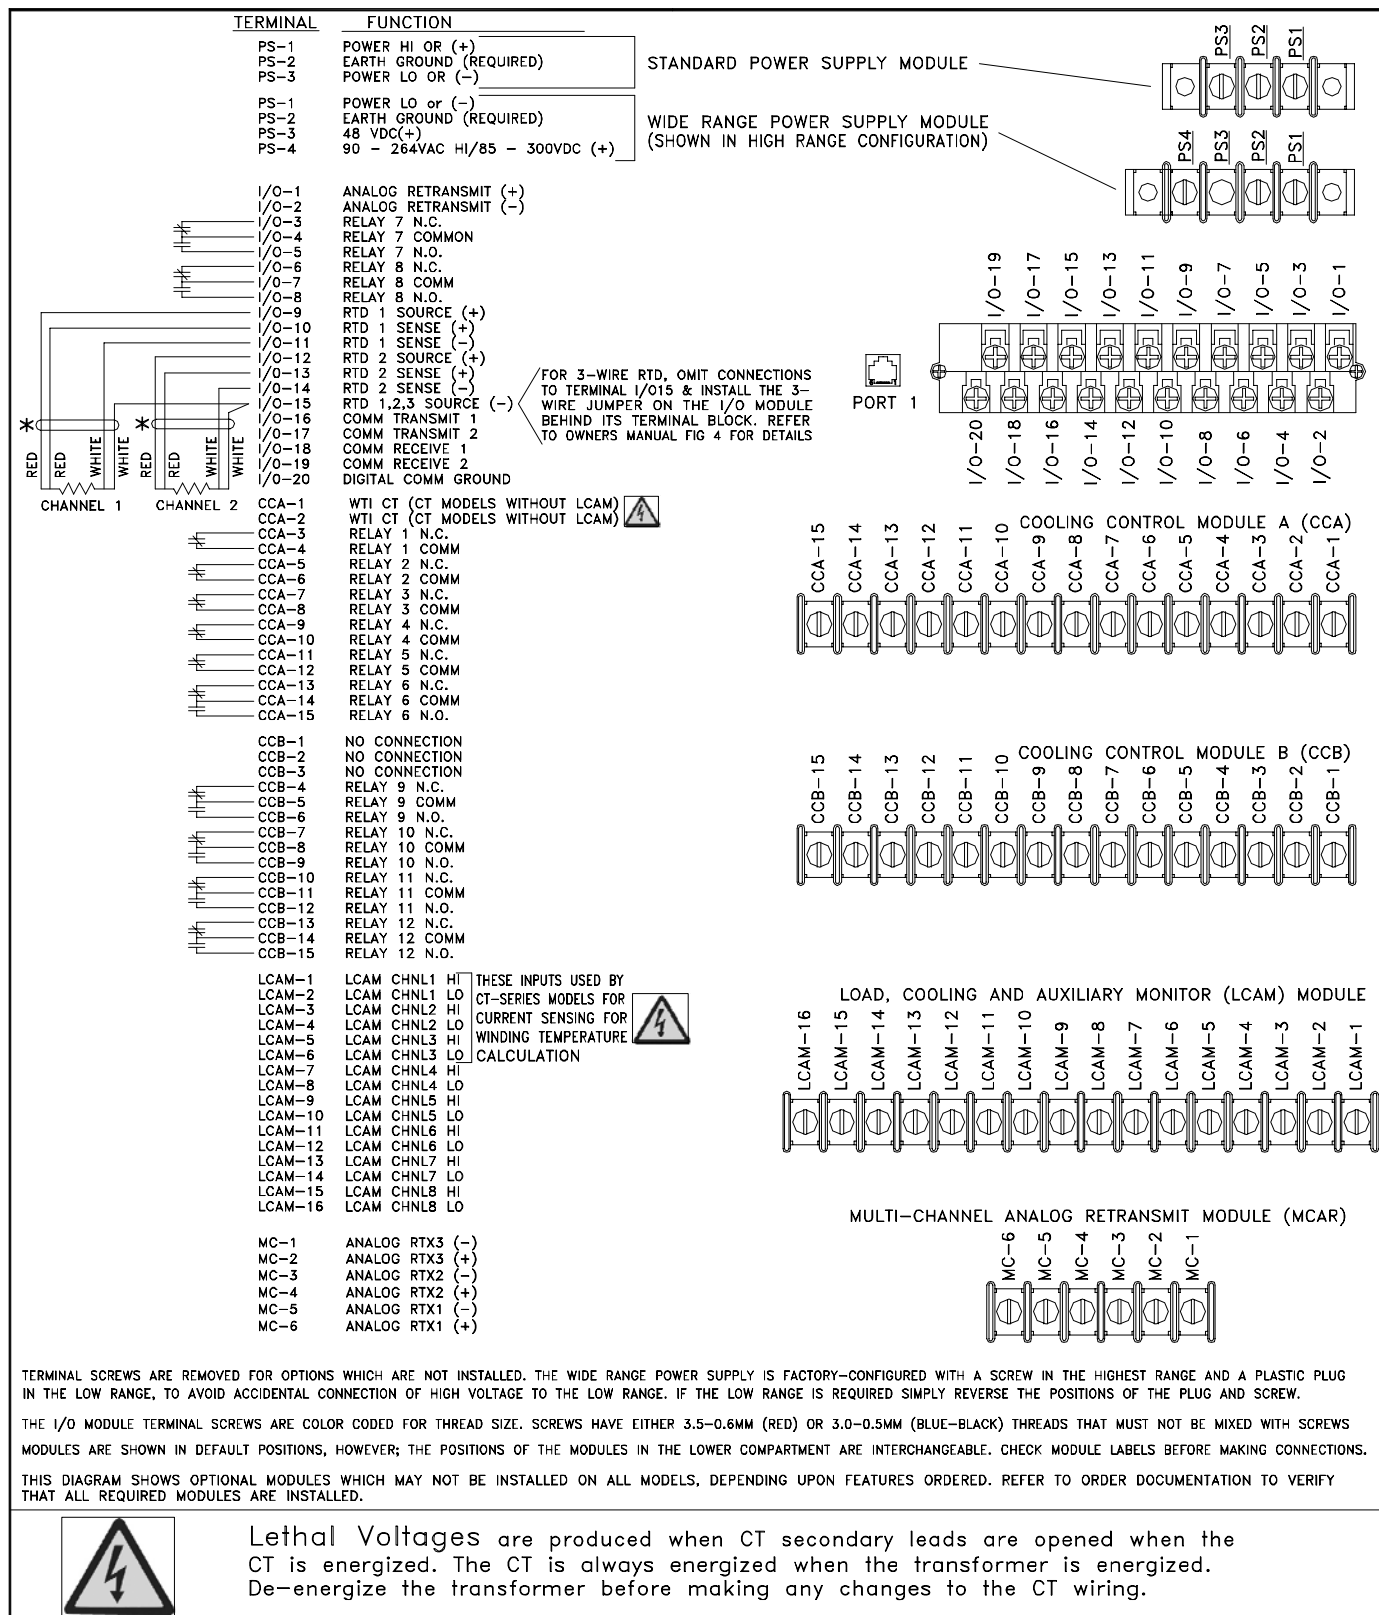 TERMINAL FUNCTION
PS-1 POWER HI OR (+)
PS-2 EARTH GROUND (REQUIRED)
PS-3 POWER LO OR (-)
STANDARD POWER SUPPLY MODULE
PS3 PS2 PS1
PS-1 POWER LO or (-)
PS-2 EARTH GROUND (REQUIRED)
PS-3 48 VDC(+)
PS-4 90 - 264VAC HI/85 - 300VDC (+)
WIDE RANGE POWER SUPPLY MODULE
(SHOWN IN HIGH RANGE CONFIGURATION)
PS4 PS3 PS2 PS1
I/O-1 ANALOG RETRANSMIT (+)
I/O-2 ANALOG RETRANSMIT (-)
I/O-3 RELAY 7 N.C.
I/O-4 RELAY 7 COMMON
I/O-5 RELAY 7 N.O.
I/O-6 RELAY 8 N.C.
I/O-7 RELAY 8 COMM
I/O-8 RELAY 8 N.O.
I/O-9 RTD 1 SOURCE (+)
I/O-10 RTD 1 SENSE (+)
I/O-11 RTD 1 SENSE (-)
I/O-12 RTD 2 SOURCE (+)
I/O-13 RTD 2 SENSE (+)
I/O-14 RTD 2 SENSE (-)
I/O-15 RTD 1,2,3 SOURCE (-)
I/O-16 COMM TRANSMIT 1
I/O-17 COMM TRANSMIT 2
I/O-18 COMM RECEIVE 1
I/O-19 COMM RECEIVE 2
I/O-20 DIGITAL COMM GROUND
FOR 3-WIRE RTD, OMIT CONNECTIONS
TO TERMINAL I/O15 & INSTALL THE 3-
WIRE JUMPER ON THE I/O MODULE
BEHIND ITS TERMINAL BLOCK. REFER
TO OWNERS MANUAL FIG 4 FOR DETAILS
* *
RED RED WHITE WHITE RED RED WHITE WHITE
CHANNEL 1 CHANNEL 2
I/O-19 I/O-17 I/O-15 I/O-13 I/O-11 I/O-9 I/O-7 I/O-5 I/O-3 I/O-1
PORT 1
I/O-20 I/O-18 I/O-16 I/O-14 I/O-12 I/O-10 I/O-8 I/O-6 I/O-4 I/O-2
CCA-1 WTI CT (CT MODELS WITHOUT LCAM)
CCA-2 WTI CT (CT MODELS WITHOUT LCAM)
CCA-3 RELAY 1 N.C.
CCA-4 RELAY 1 COMM
CCA-5 RELAY 2 N.C.
CCA-6 RELAY 2 COMM
CCA-7 RELAY 3 N.C.
CCA-8 RELAY 3 COMM
CCA-9 RELAY 4 N.C.
CCA-10 RELAY 4 COMM
CCA-11 RELAY 5 N.C.
CCA-12 RELAY 5 COMM
CCA-13 RELAY 6 N.C.
CCA-14 RELAY 6 COMM
CCA-15 RELAY 6 N.O.
COOLING CONTROL MODULE A (CCA)
CCA-15 CCA-14 CCA-13 CCA-12 CCA-11 CCA-10 CCA-9 CCA-8 CCA-7 CCA-6 CCA-5 CCA-4 CCA-3 CCA-2 CCA-1
CCB-1 NO CONNECTION
CCB-2 NO CONNECTION
CCB-3 NO CONNECTION
CCB-4 RELAY 9 N.C.
CCB-5 RELAY 9 COMM
CCB-6 RELAY 9 N.O.
CCB-7 RELAY 10 N.C.
CCB-8 RELAY 10 COMM
CCB-9 RELAY 10 N.O.
CCB-10 RELAY 11 N.C.
CCB-11 RELAY 11 COMM
CCB-12 RELAY 11 N.O.
CCB-13 RELAY 12 N.C.
CCB-14 RELAY 12 COMM
CCB-15 RELAY 12 N.O.
COOLING CONTROL MODULE B (CCB)
CCB-15 CCB-14 CCB-13 CCB-12 CCB-11 CCB-10 CCB-9 CCB-8 CCB-7 CCB-6 CCB-5 CCB-4 CCB-3 CCB-2 CCB-1
LCAM-1 LCAM CHNL1 HI
LCAM-2 LCAM CHNL1 LO
LCAM-3 LCAM CHNL2 HI
LCAM-4 LCAM CHNL2 LO
LCAM-5 LCAM CHNL3 HI
LCAM-6 LCAM CHNL3 LO
LCAM-7 LCAM CHNL4 HI
LCAM-8 LCAM CHNL4 LO
LCAM-9 LCAM CHNL5 HI
LCAM-10 LCAM CHNL5 LO
LCAM-11 LCAM CHNL6 HI
LCAM-12 LCAM CHNL6 LO
LCAM-13 LCAM CHNL7 HI
LCAM-14 LCAM CHNL7 LO
LCAM-15 LCAM CHNL8 HI
LCAM-16 LCAM CHNL8 LO
THESE INPUTS USED BY
CT-SERIES MODELS FOR
CURRENT SENSING FOR
WINDING TEMPERATURE
CALCULATION
LOAD, COOLING AND AUXILIARY MONITOR (LCAM) MODULE
LCAM-16 LCAM-15 LCAM-14 LCAM-13 LCAM-12 LCAM-11 LCAM-10 LCAM-9 LCAM-8 LCAM-7 LCAM-6 LCAM-5 LCAM-4 LCAM-3 LCAM-2 LCAM-1
MC-1 ANALOG RTX3 (-)
MC-2 ANALOG RTX3 (+)
MC-3 ANALOG RTX2 (-)
MC-4 ANALOG RTX2 (+)
MC-5 ANALOG RTX1 (-)
MC-6 ANALOG RTX1 (+)
MULTI-CHANNEL ANALOG RETRANSMIT MODULE (MCAR)
MC-6 MC-5 MC-4 MC-3 MC-2 MC-1
TERMINAL SCREWS ARE REMOVED FOR OPTIONS WHICH ARE NOT INSTALLED. THE WIDE RANGE POWER SUPPLY IS FACTORY-CONFIGURED WITH A SCREW IN THE HIGHEST RANGE AND A PLASTIC PLUG
IN THE LOW RANGE, TO AVOID ACCIDENTAL CONNECTION OF HIGH VOLTAGE TO THE LOW RANGE. IF THE LOW RANGE IS REQUIRED SIMPLY REVERSE THE POSITIONS OF THE PLUG AND SCREW.
THE I/O MODULE TERMINAL SCREWS ARE COLOR CODED FOR THREAD SIZE. SCREWS HAVE EITHER 3.5-0.6MM (RED) OR 3.0-0.5MM (BLUE-BLACK) THREADS THAT MUST NOT BE MIXED WITH SCREWS
MODULES ARE SHOWN IN DEFAULT POSITIONS, HOWEVER; THE POSITIONS OF THE MODULES IN THE LOWER COMPARTMENT ARE INTERCHANGEABLE. CHECK MODULE LABELS BEFORE MAKING CONNECTIONS.
THIS DIAGRAM SHOWS OPTIONAL MODULES WHICH MAY NOT BE INSTALLED ON ALL MODELS, DEPENDING UPON FEATURES ORDERED. REFER TO ORDER DOCUMENTATION TO VERIFY
THAT ALL REQUIRED MODULES ARE INSTALLED.
Lethal Voltages are produced when CT secondary leads are opened when the
CT is energized. The CT is always energized when the transformer is energized.
De-energize the transformer before making any changes to the CT wiring.